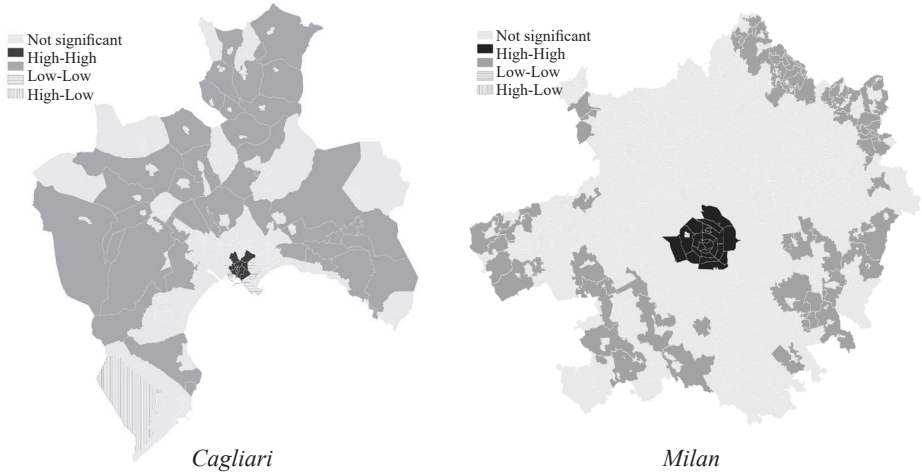 Not significant
High-High
Low-Low
High-Low
Not significant
High-High
Low-Low
High-Low
Cagliari
Milan